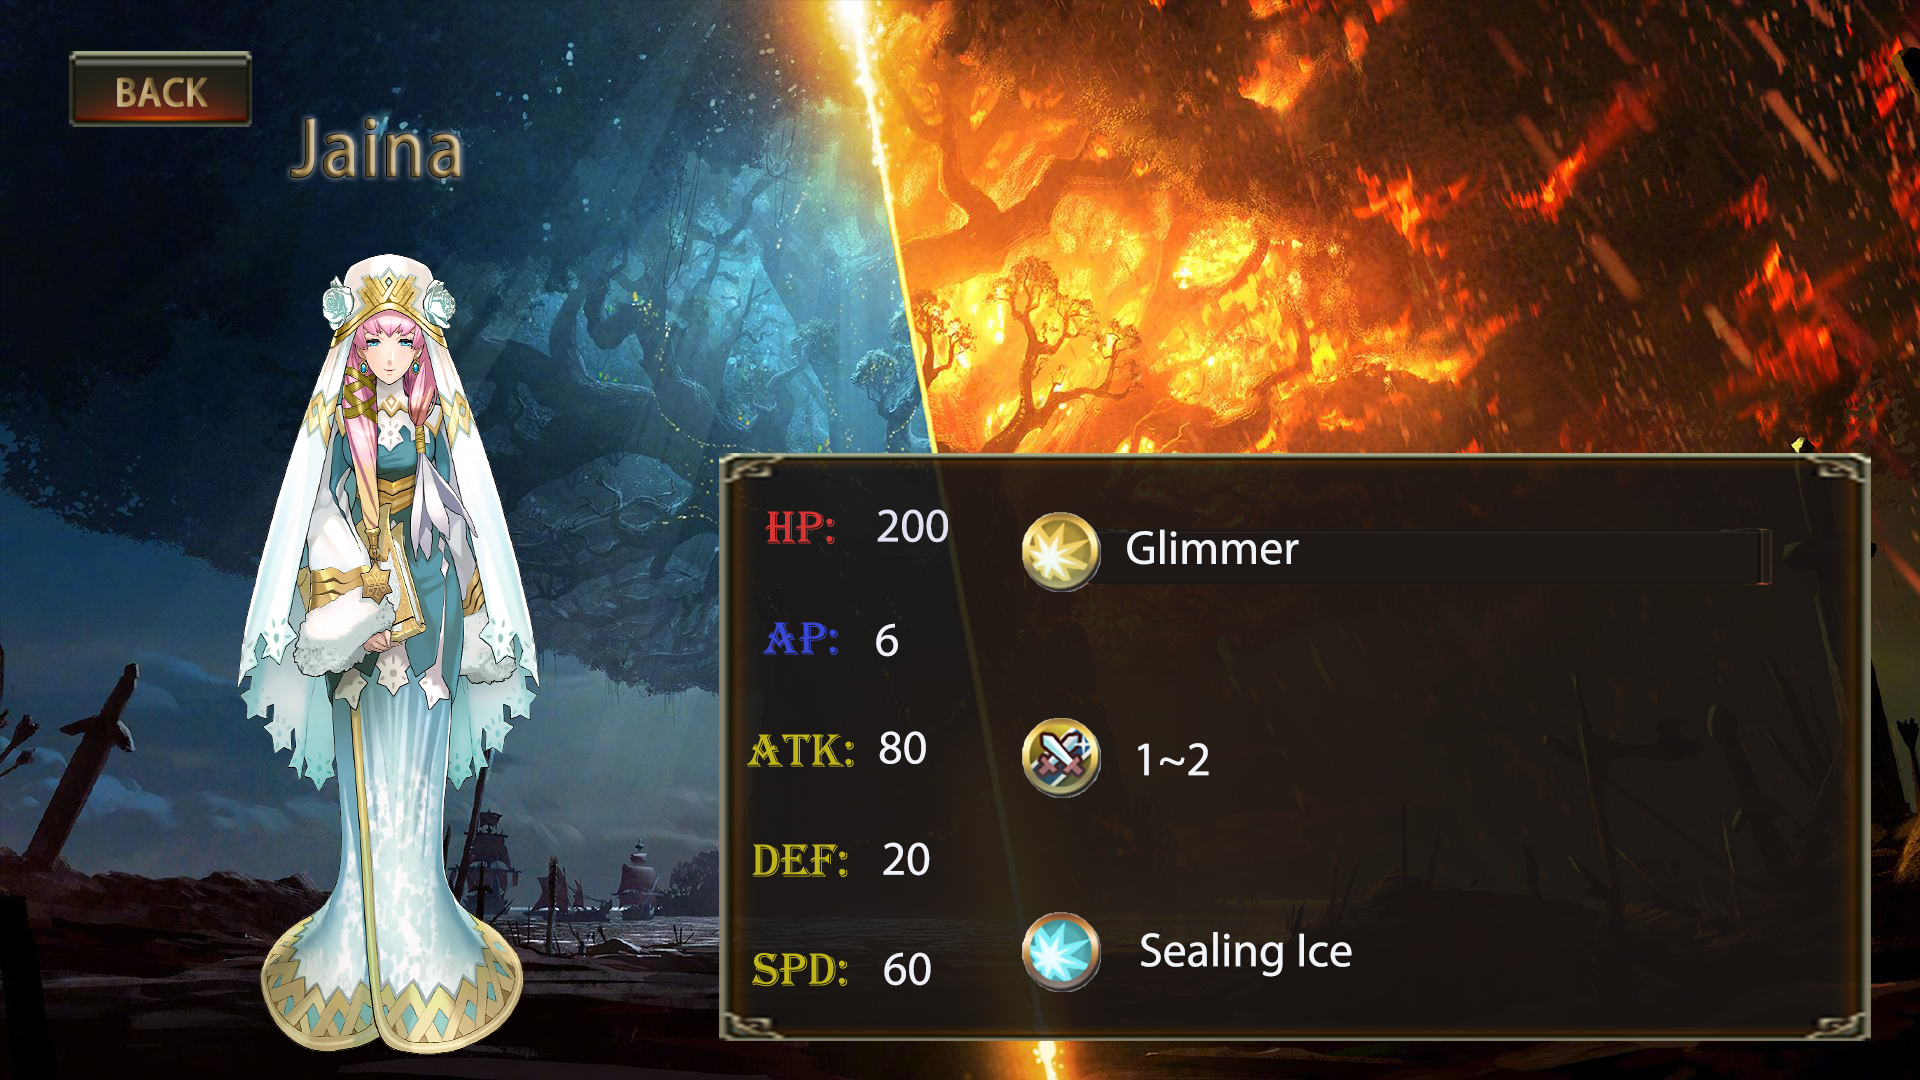 BACK
Jaina
HP: 200
Glimmer
AP: 6
ATK: 80
1~2
DEF: 20
SPD: 60
Sealing Ice